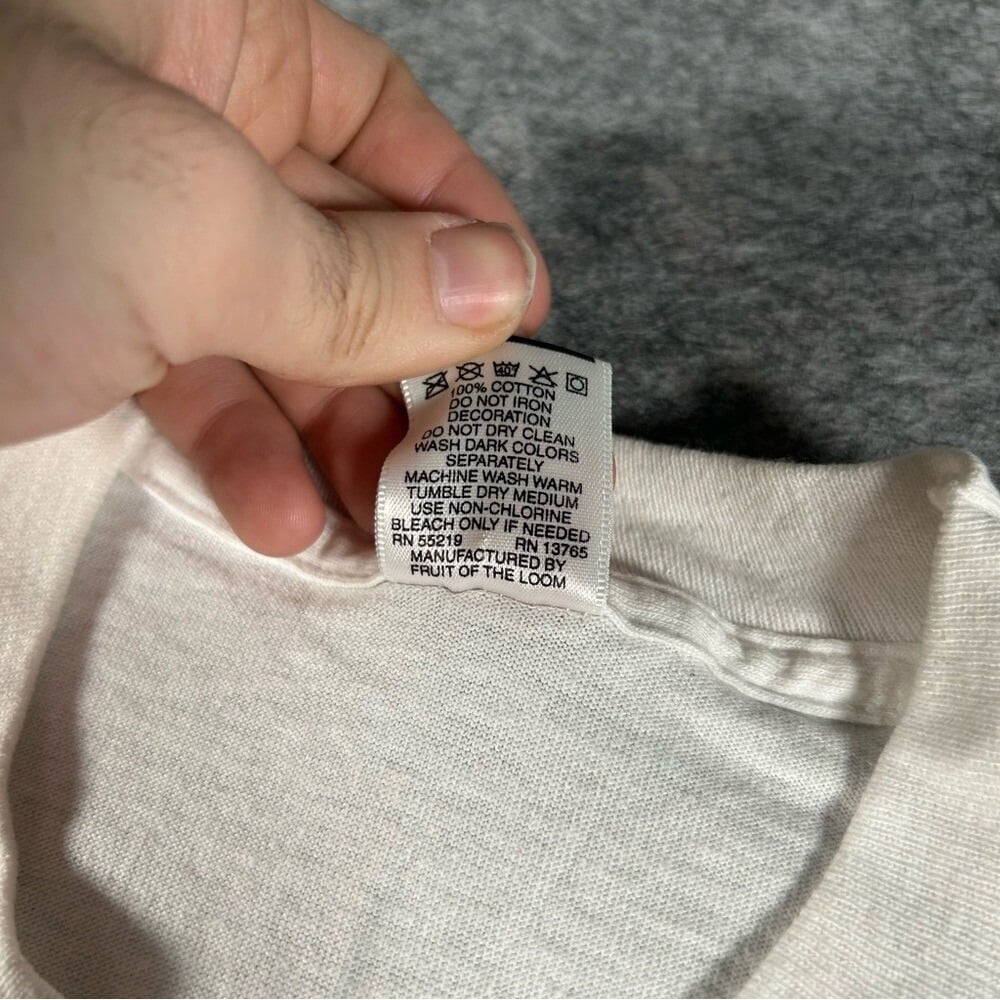 40°
100% COTTON
DO NOT IRON
DECORATION
DO NOT DRY CLEAN
WASH DARK COLORS
SEPARATELY
MACHINE WASH WARM
TUMBLE DRY MEDIUM
USE NON-CHLORINE
BLEACH ONLY IF NEEDED
RN 55219 RN 13765
MANUFACTURED BY
FRUIT OF THE LOOM